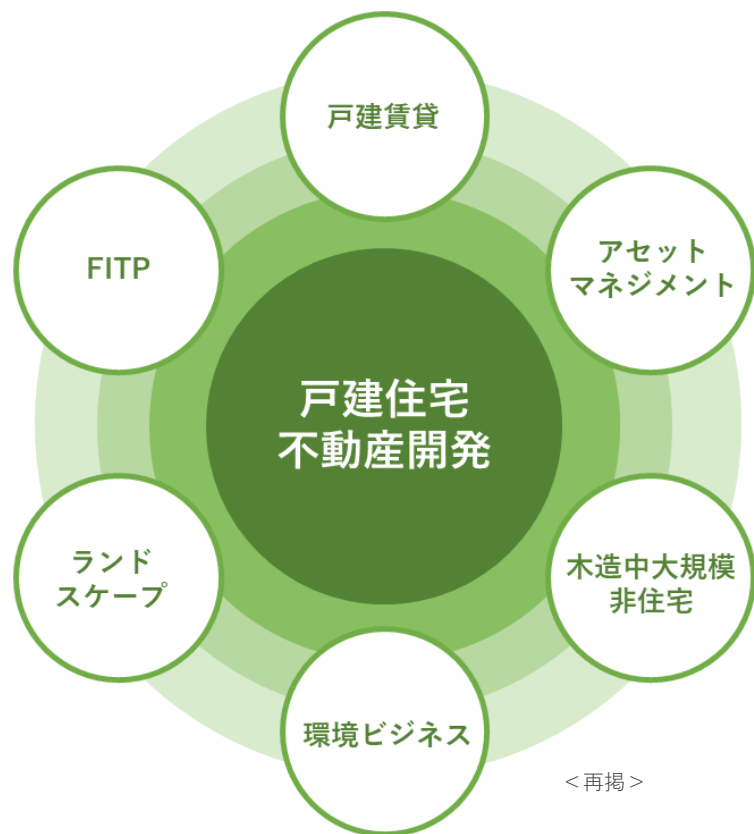 戸建賃貸
FITP
アセット
マネジメント
戸建住宅
不動産開発
ランド
スケープ
木造中大規模
非住宅
環境ビジネス
＜再掲＞